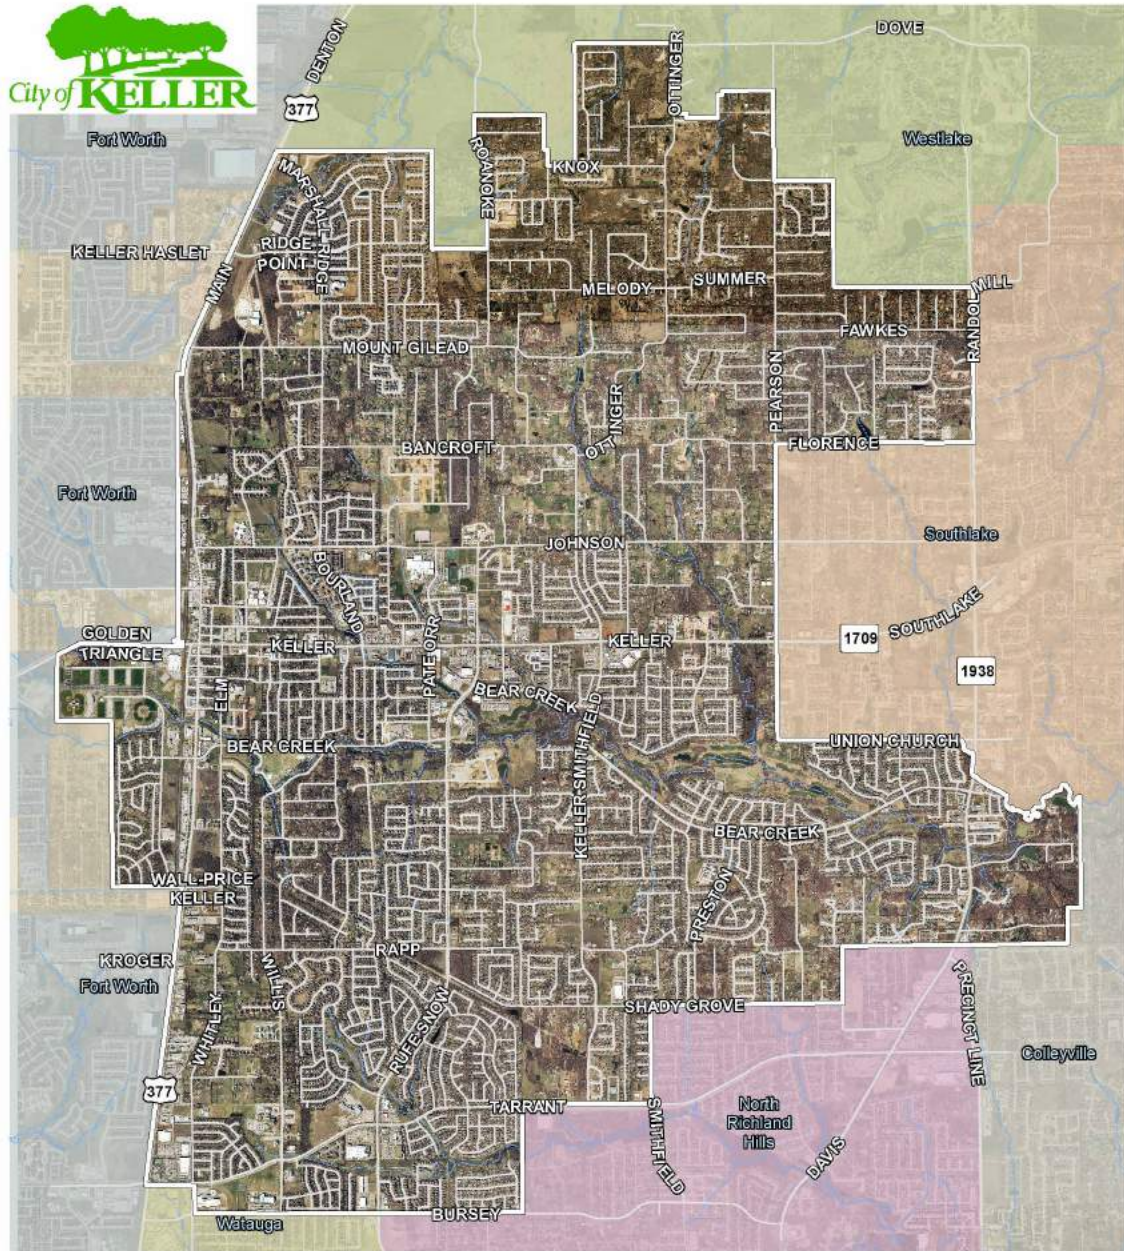 City of KELLER
DENTON
377
DOVE
OTTINGER
Fort Worth
Westlake
ROANOKE
KNOX
MARSHALL RIDGE
KELLER HASLET
RIDGE
POINT
MAIN
SUMMER
MELODY
RANDOL
MILL
FAWKES
MOUNT GILEAD
PEARSON
OTTINGER
BANCROFT
FLORENCE
Fort Worth
JOHNSON
Southlake
BOURLAND
GOLDEN
TRIANGLE
KELLER
KELLER
1709
SOUTHLAKE
1938
PATE ORR
ELM
BEAR CREEK
KELLER-SMITHFIELD
BEAR CREEK
UNION CHURCH
BEAR CREEK
WALL-PRICE
KELLER
PRESTON
RAPP
KROGER
Fort Worth
WILLIS
WHITLEY
RUFE SNOW
SHADY GROVE
PRECINCT LINE
Colleyville
377
TARRANT
SMITHFIELD
North
Richland
Hills
DAVIS
Watauga
BURSEY